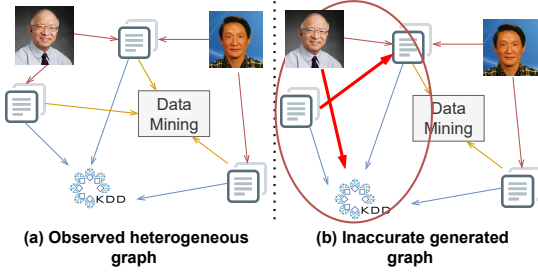 Data
Mining
KDD
(a) Observed heterogeneous
graph
Data
Mining
KDD
(b) Inaccurate generated
graph